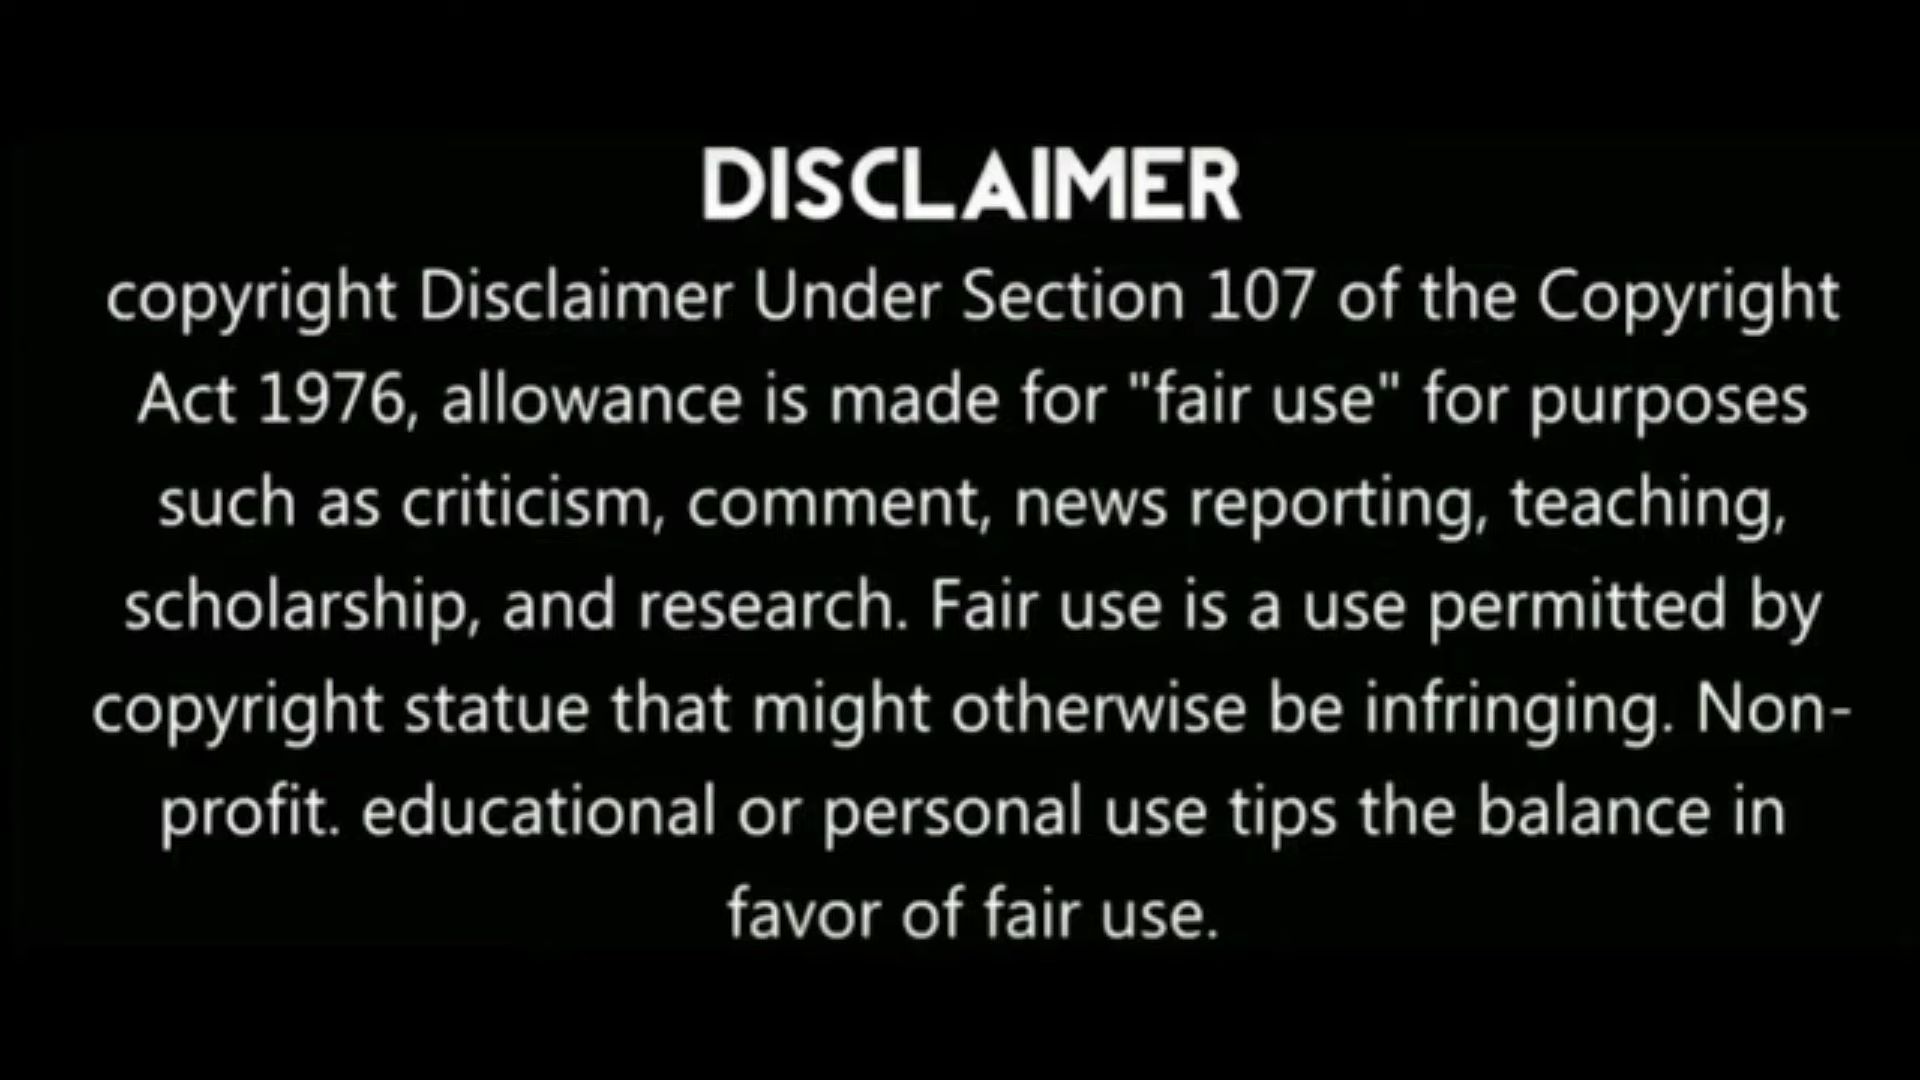 DISCLAIMER
copyright Disclaimer Under Section 107 of the Copyright
Act 1976, allowance is made for "fair use" for purposes
such as criticism, comment, news reporting, teaching,
scholarship, and research. Fair use is a use permitted by
copyright statue that might otherwise be infringing. Non-
profit. educational or personal use tips the balance in
favor of fair use.